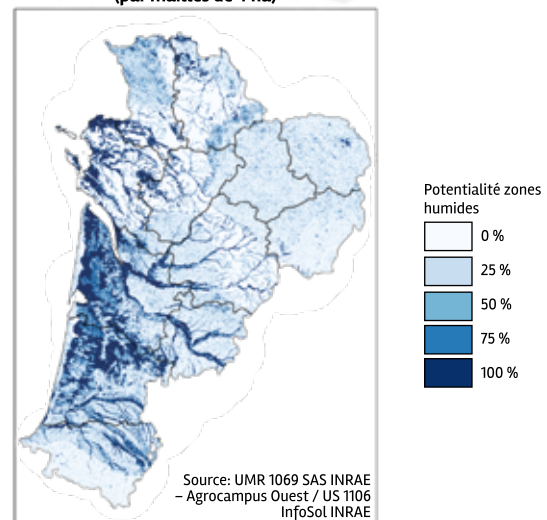 Potentialité zones
humides
0 %
25 %
50 %
75 %
100 %
Source: UMR 1069 SAS INRAE
– Agrocampus Ouest / US 1106
InfoSol INRAE